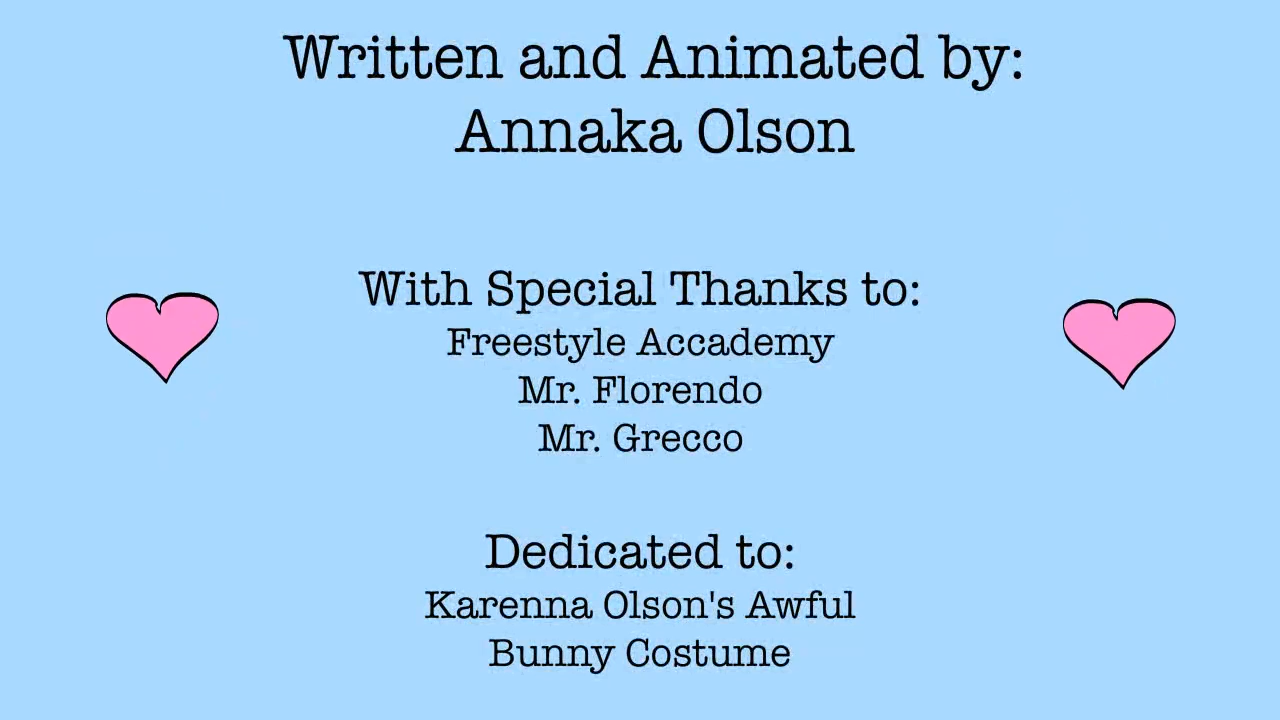 Written and Animated by:
Annaka Olson
With Special Thanks to:
Freestyle Accademy
Mr. Florendo
Mr. Grecco
Dedicated to:
Karenna Olson's Awful
Bunny Costume